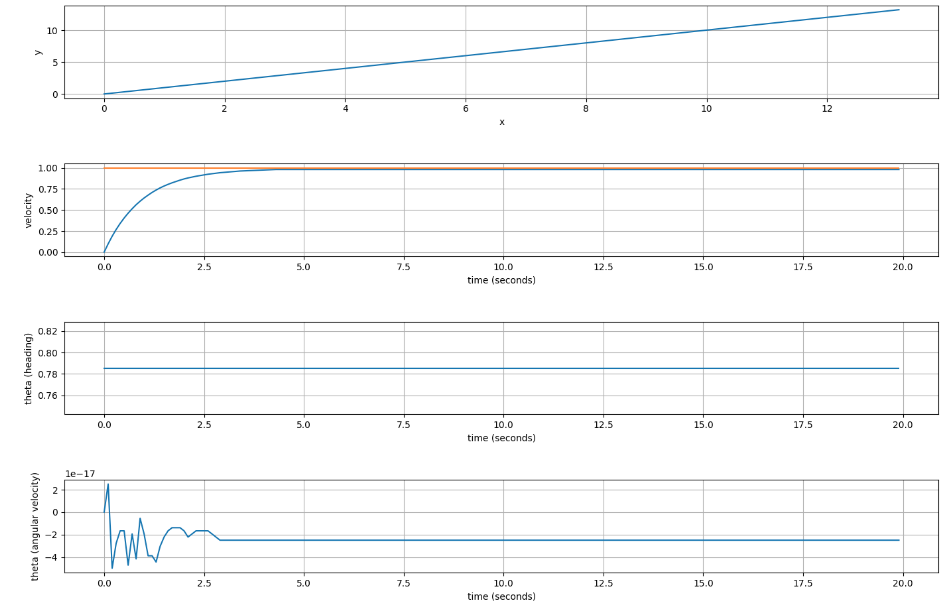 10
5
0
y
0 2 4 6 8 10 12
x
1.00
0.75
0.50
0.25
0.00
velocity
0.0 2.5 5.0 7.5 10.0 12.5 15.0 17.5 20.0
time (seconds)
0.82
0.80
0.78
0.76
theta (heading)
0.0 2.5 5.0 7.5 10.0 12.5 15.0 17.5 20.0
time (seconds)
1e−17
2
0
−2
−4
theta (angular velocity)
0.0 2.5 5.0 7.5 10.0 12.5 15.0 17.5 20.0
time (seconds)